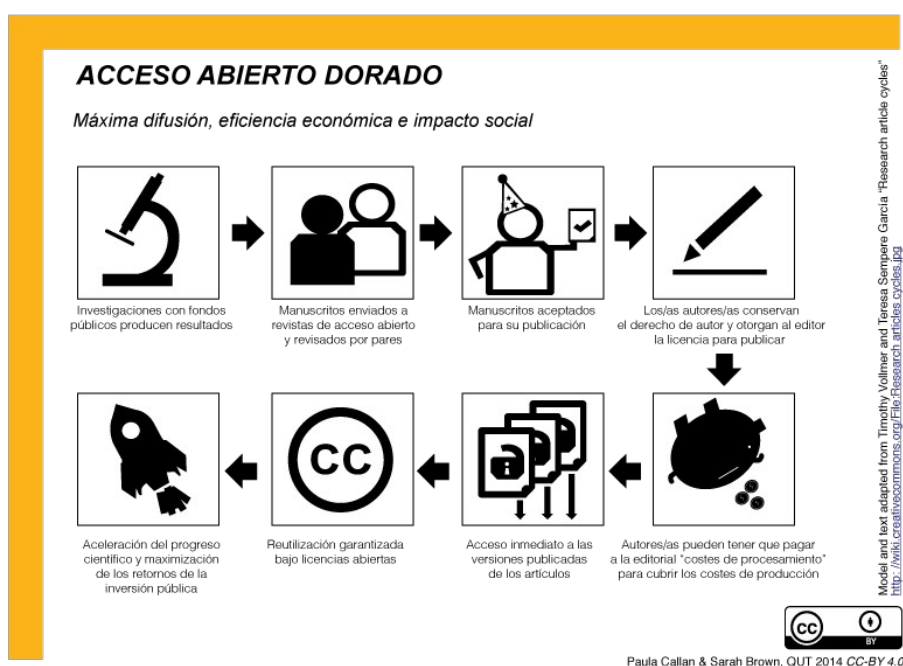 ACCESO ABIERTO DORADO
Máxima difusión, eficiencia económica e impacto social
Investigaciones con fondos
públicos producen resultados
Manuscritos enviados a
revistas de acceso abierto
y revisados por pares
Manuscritos aceptados
para su publicación
Los/as autores/as conservan
el derecho de autor y otorgan al editor
la licencia para publicar
Autores/as pueden tener que pagar
a la editorial "costes de procesamiento"
para cubrir los costes de producción
Acceso inmediato a las
versiones publicadas
de los artículos
CC
Reutilización garantizada
bajo licencias abiertas
Aceleración del progreso
científico y maximización
de los retornos de la
inversión pública
Model and text adapted from Timothy Vollmer and Teresa Sempere García "Research article cycles"
http://wiki.creativecommons.org/File:Research articles cycles.jpg
CC
BY
Paula Callan & Sarah Brown, QUT 2014 CC-BY 4.0